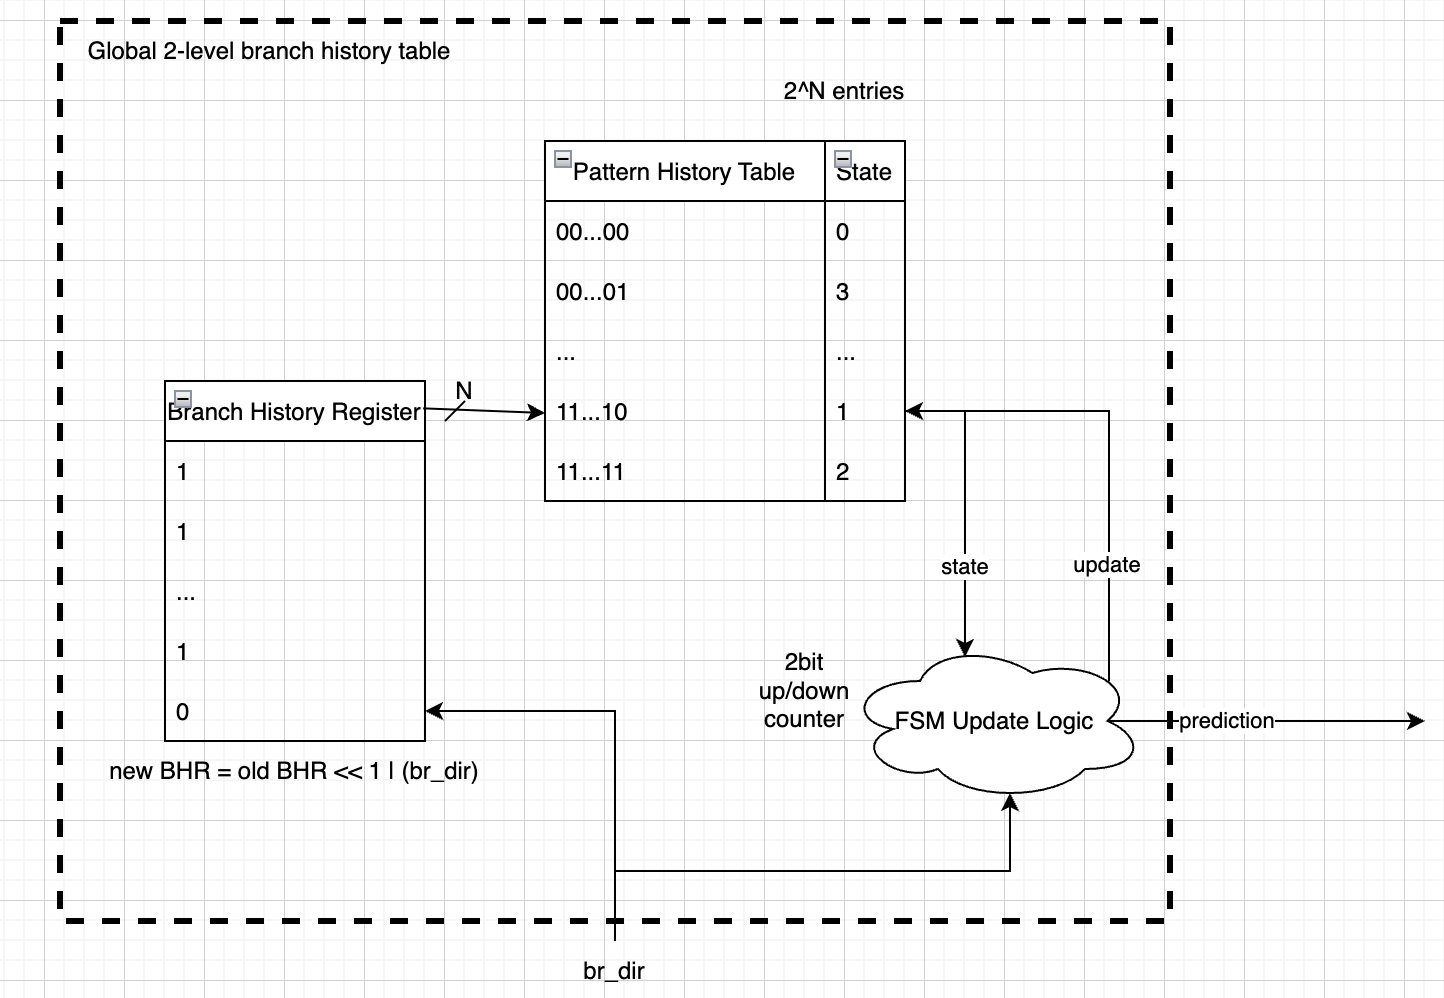 Global 2-level branch history table
2^N entries
Pattern History Table
State
00...00
0
00...01
3
...
...
11...10
1
11...11
2
N
Branch History Register
1
1
...
1
0
new BHR = old BHR << 1 | (br_dir)
state
update
2bit
up/down
counter
FSM Update Logic
prediction
br_dir